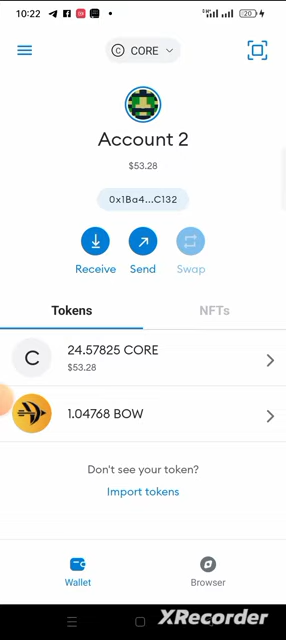 10:22
20
C CORE
Account 2
$53.28
0x1Ba4...C132
Receive
Send
Swap
Tokens
NFTs
C
24.57825 CORE
$53.28
1.04768 BOW
Don't see your token?
Import tokens
Wallet
Browser
XRecorder